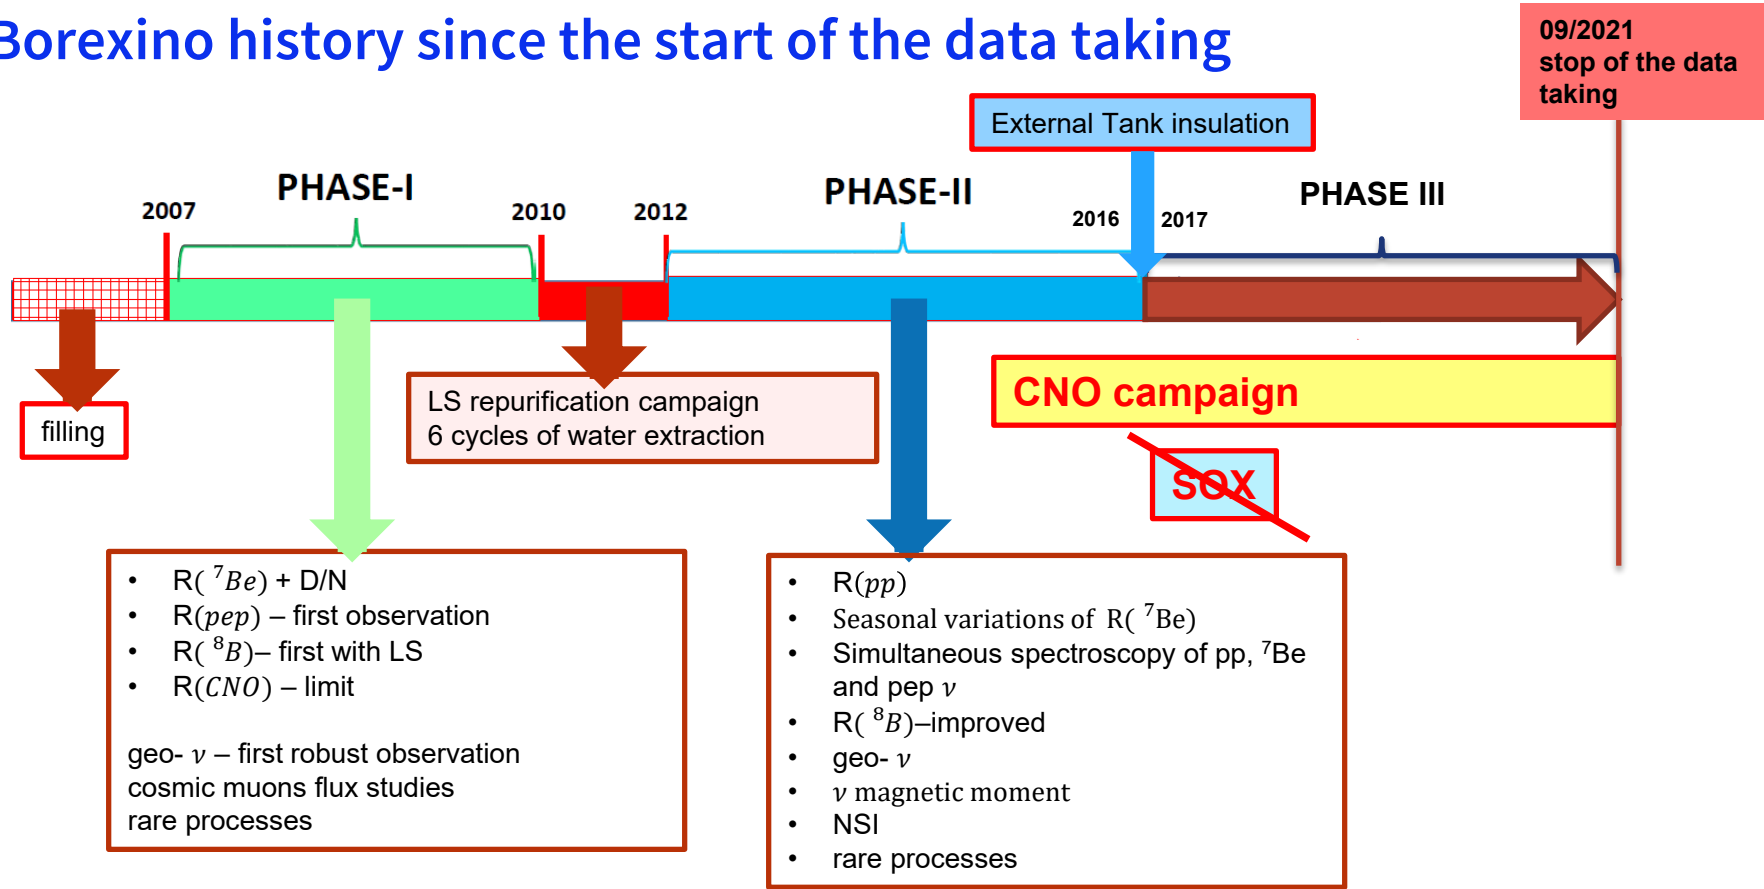 Borexino history since the start of the data taking
09/2021
stop of the data
taking
External Tank insulation
PHASE-I
PHASE-II
PHASE III
2007
2010
2012
2016
2017
filling
LS repurification campaign
6 cycles of water extraction
CNO campaign
SOX
• R( ⁷Be) + D/N
• R(pep) – first observation
• R( ⁸B)– first with LS
• R(CNO) – limit
geo- ν – first robust observation
cosmic muons flux studies
rare processes
• R(pp)
• Seasonal variations of R( ⁷Be)
• Simultaneous spectroscopy of pp, ⁷Be
and pep ν
• R( ⁸B)–improved
• geo- ν
• ν magnetic moment
• NSI
• rare processes